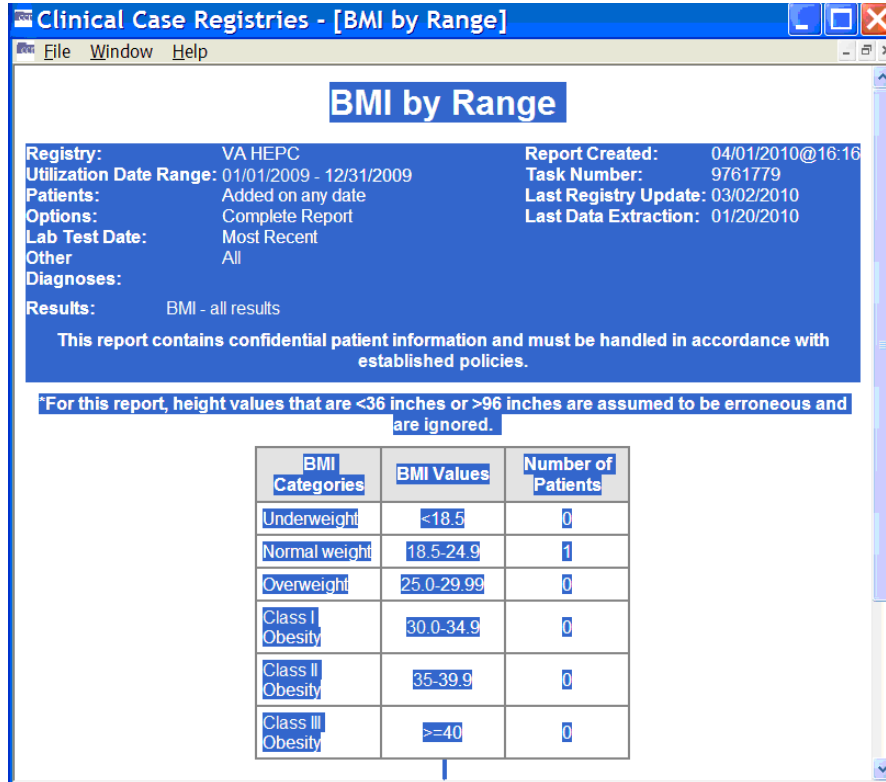 Clinical Case Registries - [BMI by Range]
File Window Help
BMI by Range
Registry: VA HEPC Report Created: 04/01/2010@16:16
Utilization Date Range: 01/01/2009 - 12/31/2009 Task Number: 9761779
Patients: Added on any date Last Registry Update: 03/02/2010
Options: Complete Report Last Data Extraction: 01/20/2010
Lab Test Date: Most Recent
Other All
Diagnoses:
Results: BMI - all results
This report contains confidential patient information and must be handled in accordance with
established policies.
*For this report, height values that are <36 inches or >96 inches are assumed to be erroneous and
are ignored.
BMI Categories BMI Values Number of Patients
Underweight <18.5 0
Normal weight 18.5-24.9 1
Overweight 25.0-29.99 0
Class I Obesity 30.0-34.9 0
Class II Obesity 35-39.9 0
Class III Obesity >=40 0